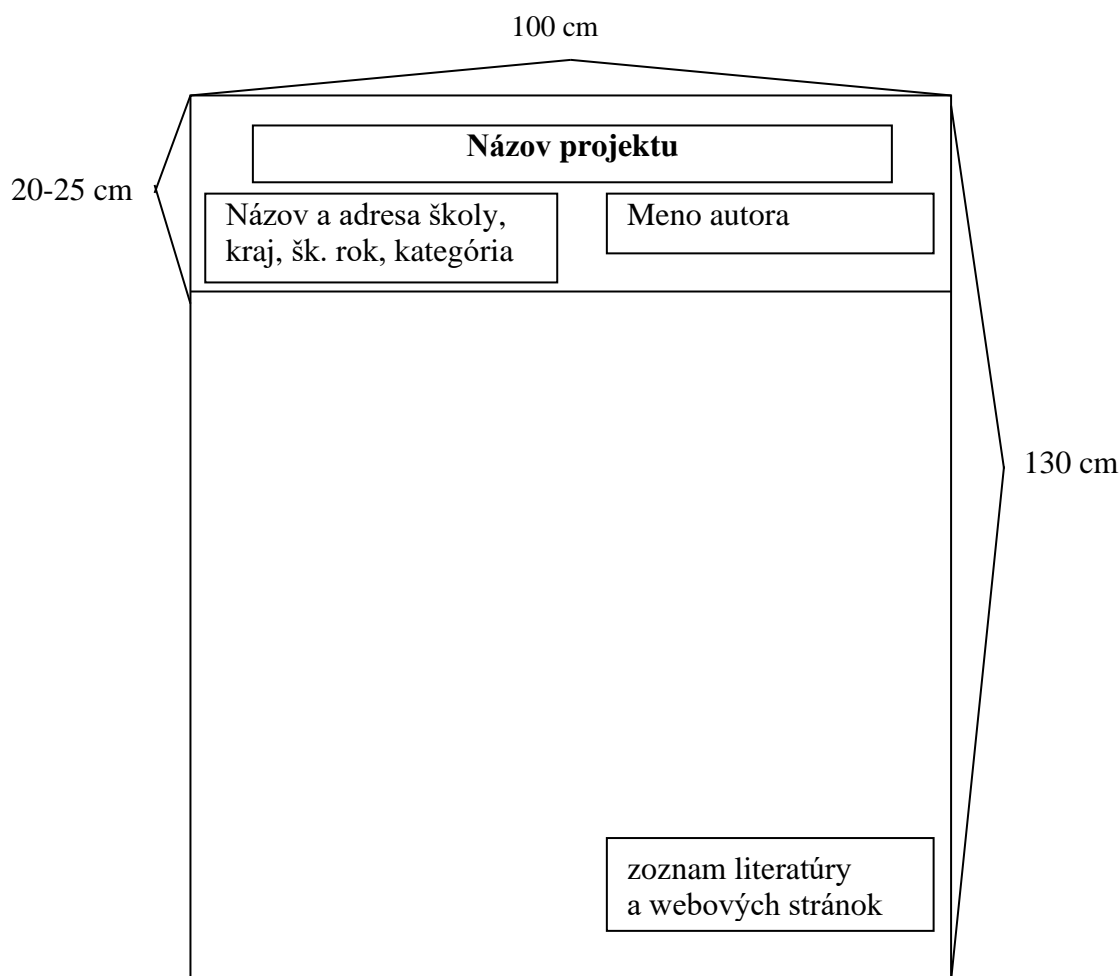 100 cm
Názov projektu
20-25 cm
Názov a adresa školy,
kraj, šk. rok, kategória
Meno autora
130 cm
zoznam literatúry
a webových stránok